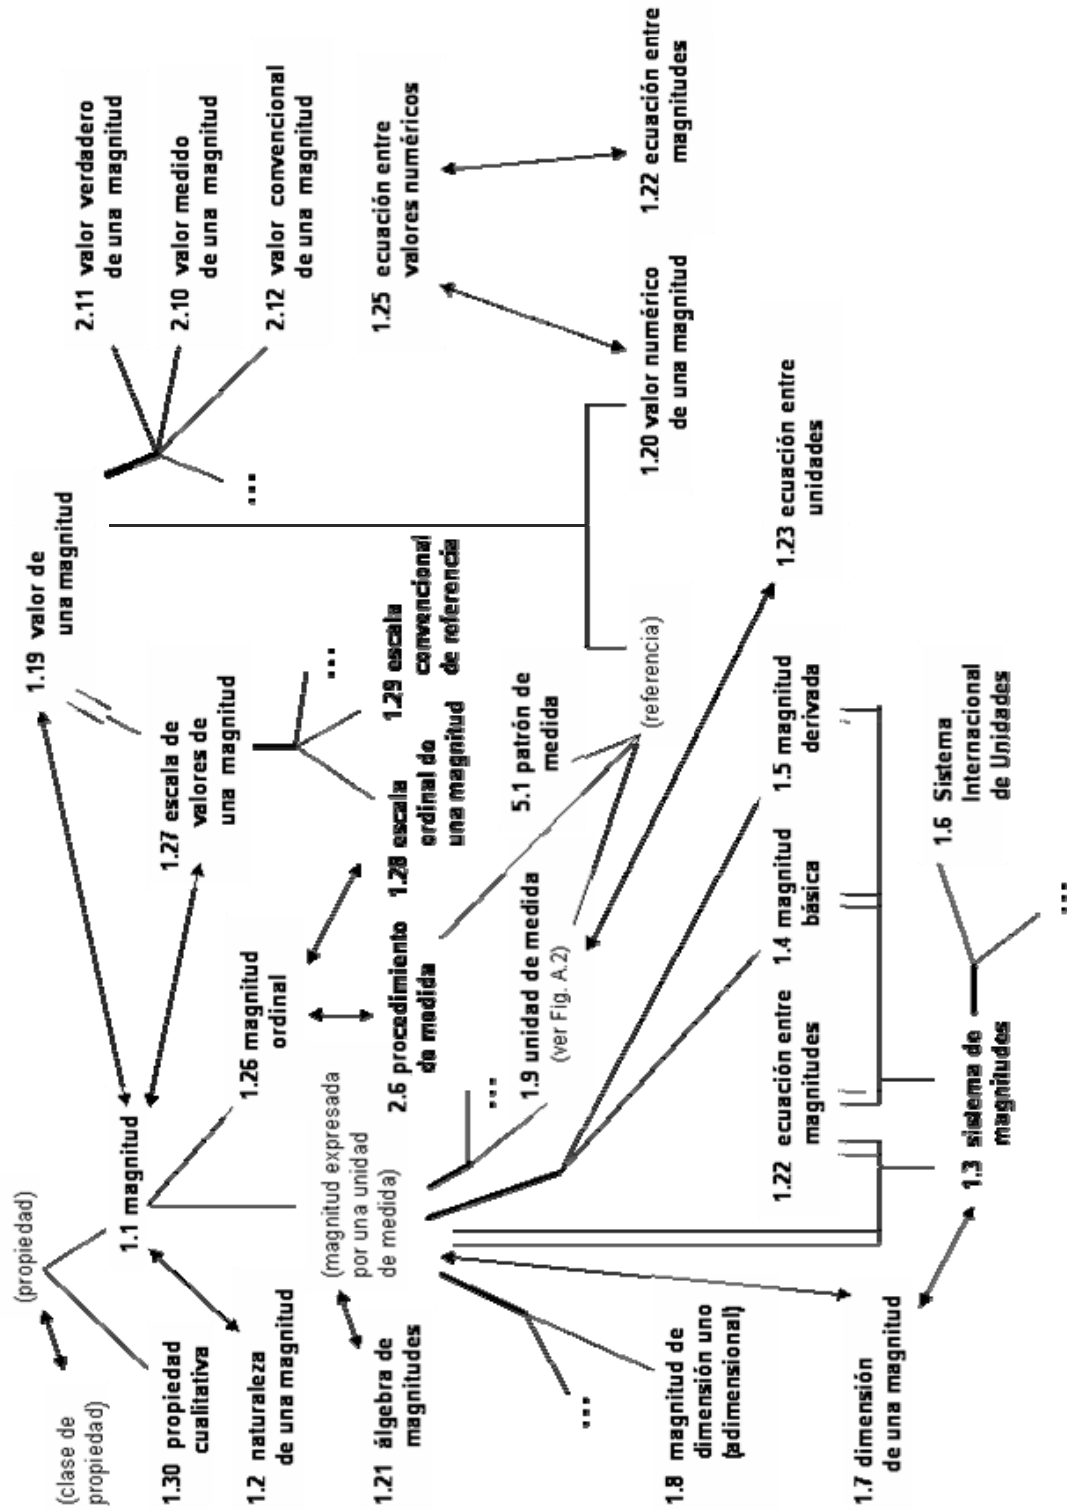 (clase de
propiedad)
(propiedad)
1.30 propiedad
cualitativa
1.1 magnitud
1.19 valor de
una magnitud
2.11 valor verdadero
de una magnitud
2.10 valor medido
de una magnitud
2.12 valor convencional
de una magnitud
...
1.2 naturaleza
de una magnitud
1.26 magnitud
ordinal
1.27 escala de
valores de
una magnitud
...
1.21 álgebra de
magnitudes
(magnitud expresada
por una unidad
de medida)
2.6 procedimiento
de medida
1.28 escala
ordinal de
una magnitud
1.29 escala
convencional
de referencia
1.25 ecuación entre
valores numéricos
...
1.9 unidad de medida
(ver Fig. A.2)
5.1 patrón de
medida
...
1.8 magnitud de
dimensión uno
(adimensional)
(referencia)
1.20 valor numérico
de una magnitud
1.22 ecuación entre
magnitudes
1.22 ecuación entre
magnitudes
1.4 magnitud
básica
1.5 magnitud
derivada
1.23 ecuación entre
unidades
1.7 dimensión
de una magnitud
1.3 sistema de
magnitudes
1.6 Sistema
Internacional
de Unidades
...